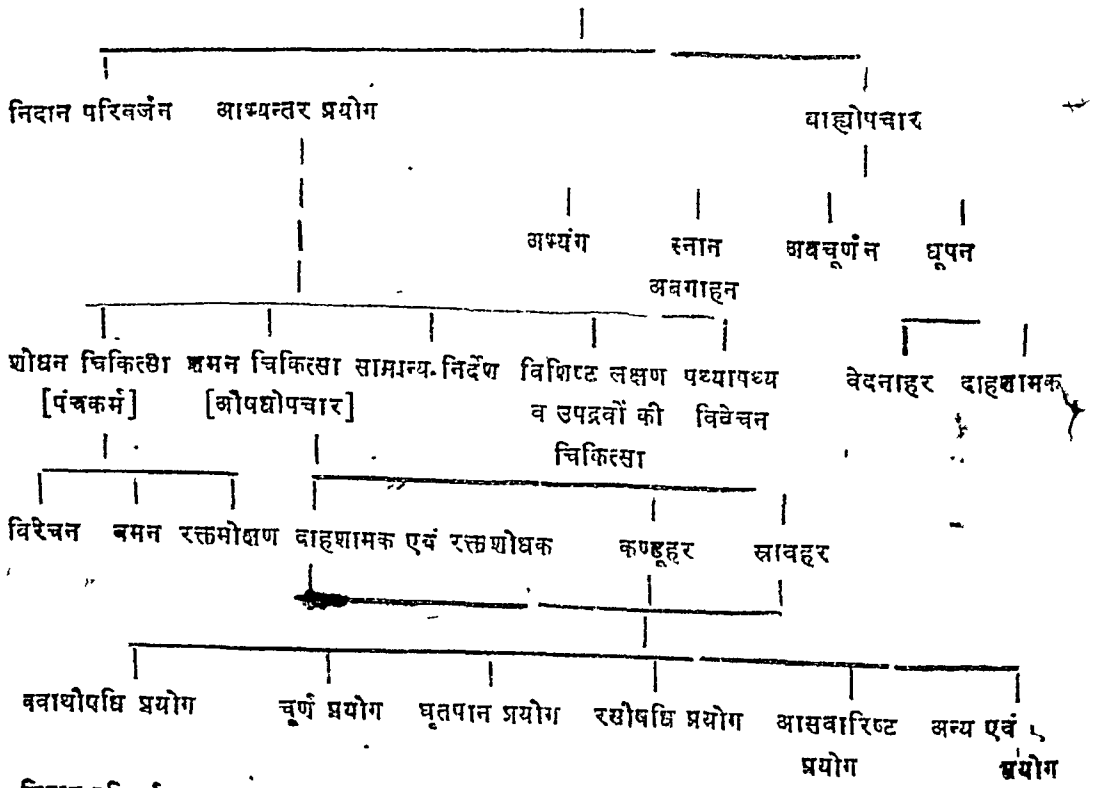 निदान परिवर्जन आभ्यन्तर प्रयोग बाह्योपचार
अभ्यंग स्नान अवचूर्णन धूपन
अवगाहन
शोधन चिकित्सा शमन चिकित्सा सामान्य निर्देश विशिष्ट लक्षण पथ्यापथ्य वेदनाहर दाहशामक
[पंचकर्म] [औषधोपचार] व उपद्रवों की विवेचन
चिकित्सा
विरेचन वमन रक्तमोक्षण दाहशामक एवं रक्तशोधक कण्डूहर स्रावहर
क्वाथौषधि प्रयोग चूर्ण प्रयोग घृतपान प्रयोग रसौषधि प्रयोग आसवारिष्ट अन्य एवं
प्रयोग प्रयोग